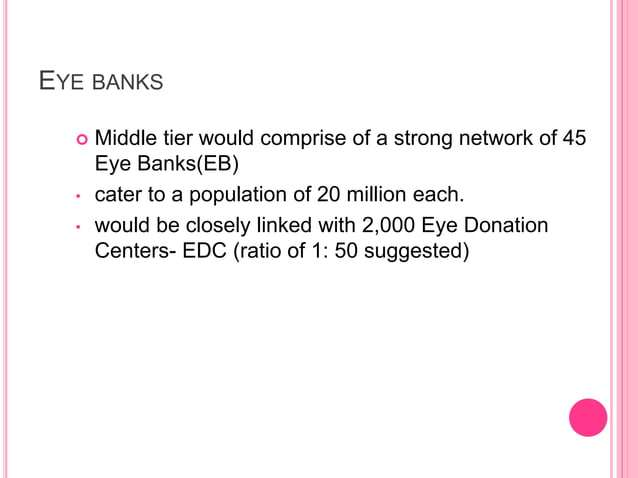 EYE BANKS
Middle tier would comprise of a strong network of 45
Eye Banks(EB)
• cater to a population of 20 million each.
• would be closely linked with 2,000 Eye Donation
Centers- EDC (ratio of 1: 50 suggested)